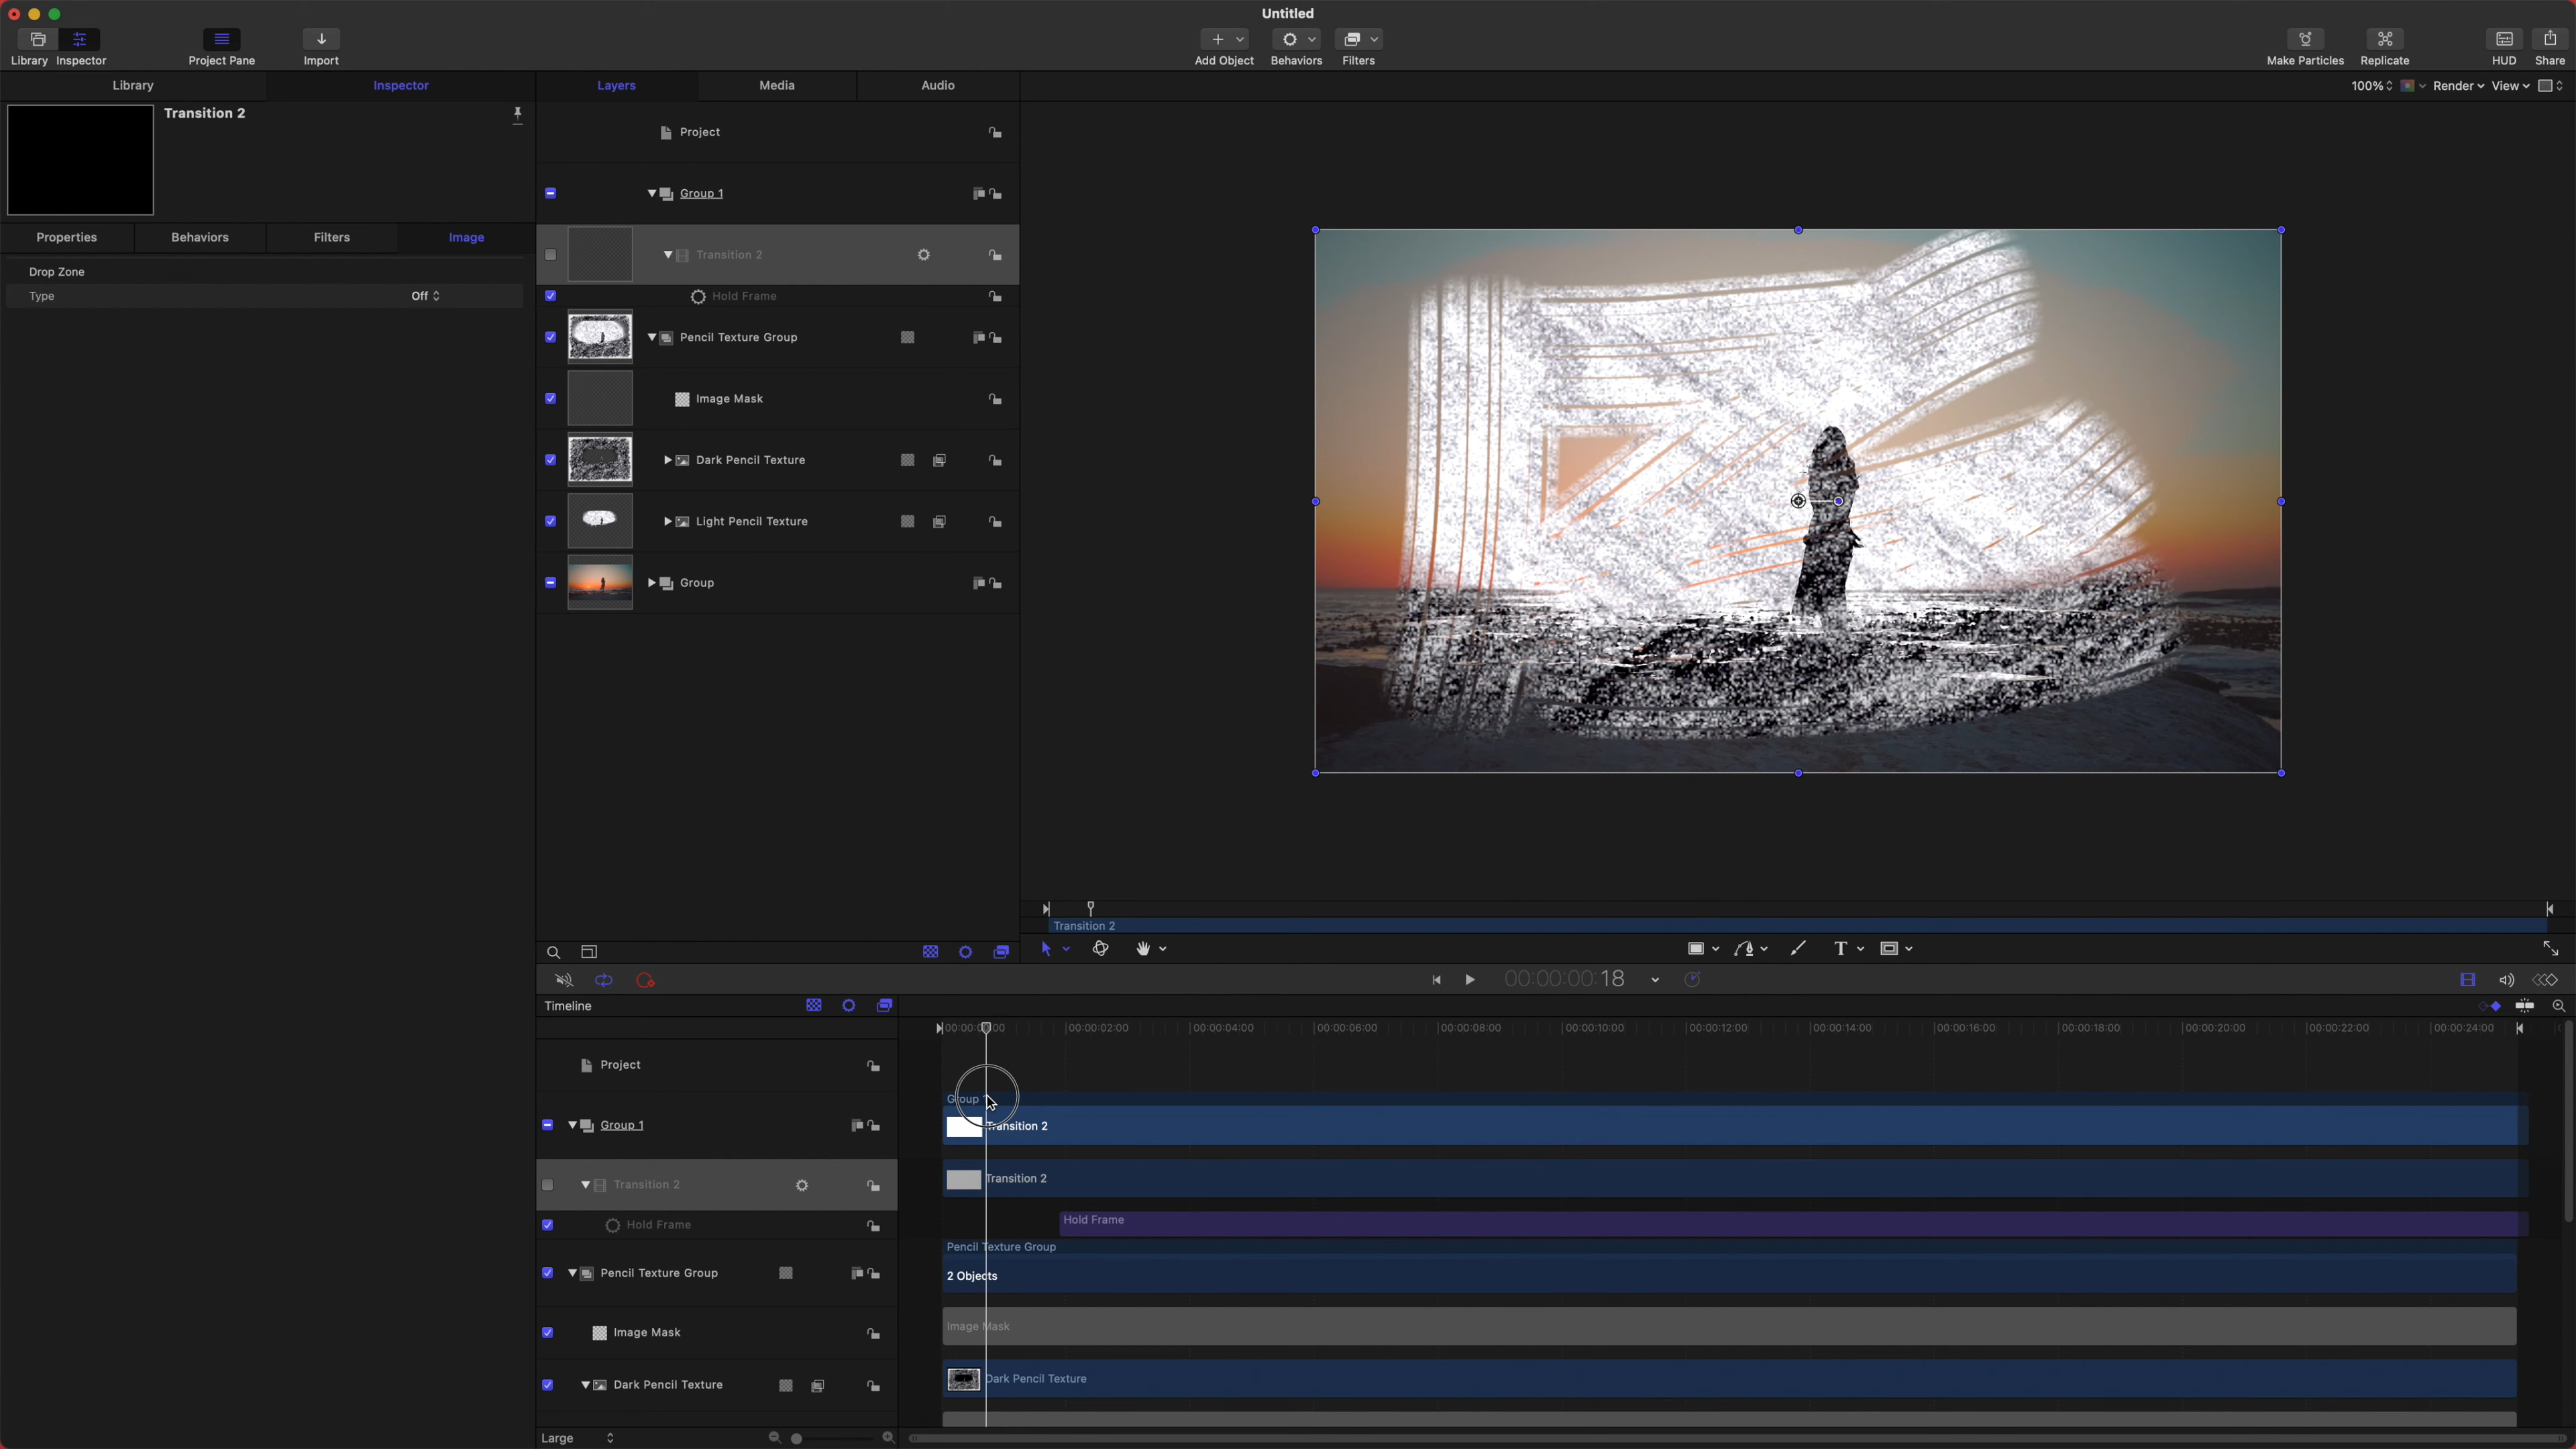 Untitled
Library Inspector Project Pane Import Add Object Behaviors Filters Make Particles Replicate HUD Share
Library Inspector Layers Media Audio 100% Render View
Transition 2
Properties Behaviors Filters Image
Drop Zone
Type Off
Project
Group 1
Transition 2
Hold Frame
Pencil Texture Group
Image Mask
Dark Pencil Texture
Light Pencil Texture
Group
Transition 2
T
00:00:00:18
Timeline
00:00:02:00 00:00:04:00 00:00:06:00 00:00:08:00 00:00:10:00 00:00:12:00 00:00:14:00 00:00:16:00 00:00:18:00 00:00:20:00 00:00:22:00 00:00:24:00
Project
Group
Group 1 Transition 2
Transition 2 Transition 2
Hold Frame Hold Frame
Pencil Texture Group
Pencil Texture Group 2 Objects
Image Mask Image Mask
Dark Pencil Texture Dark Pencil Texture
Large